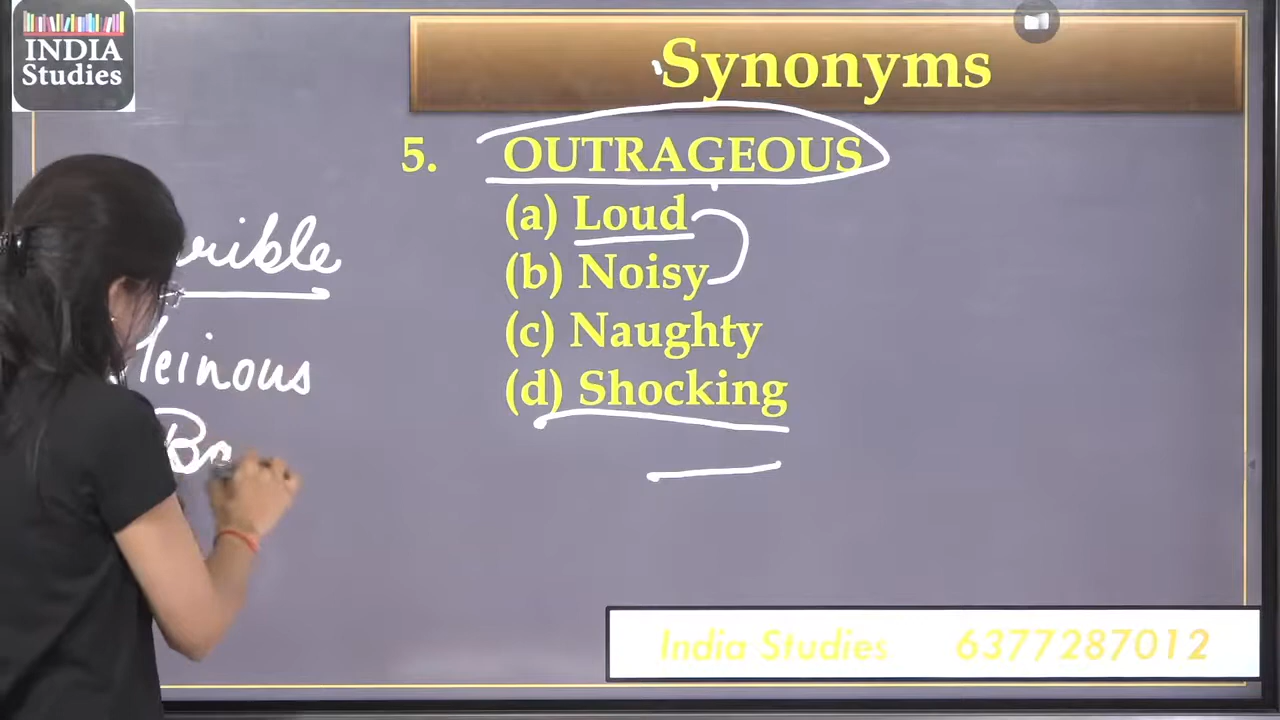 INDIA
Studies
Synonyms
5. OUTRAGEOUS
(a) Loud
(b) Noisy
(c) Naughty
(d) Shocking
India Studies 6377287012